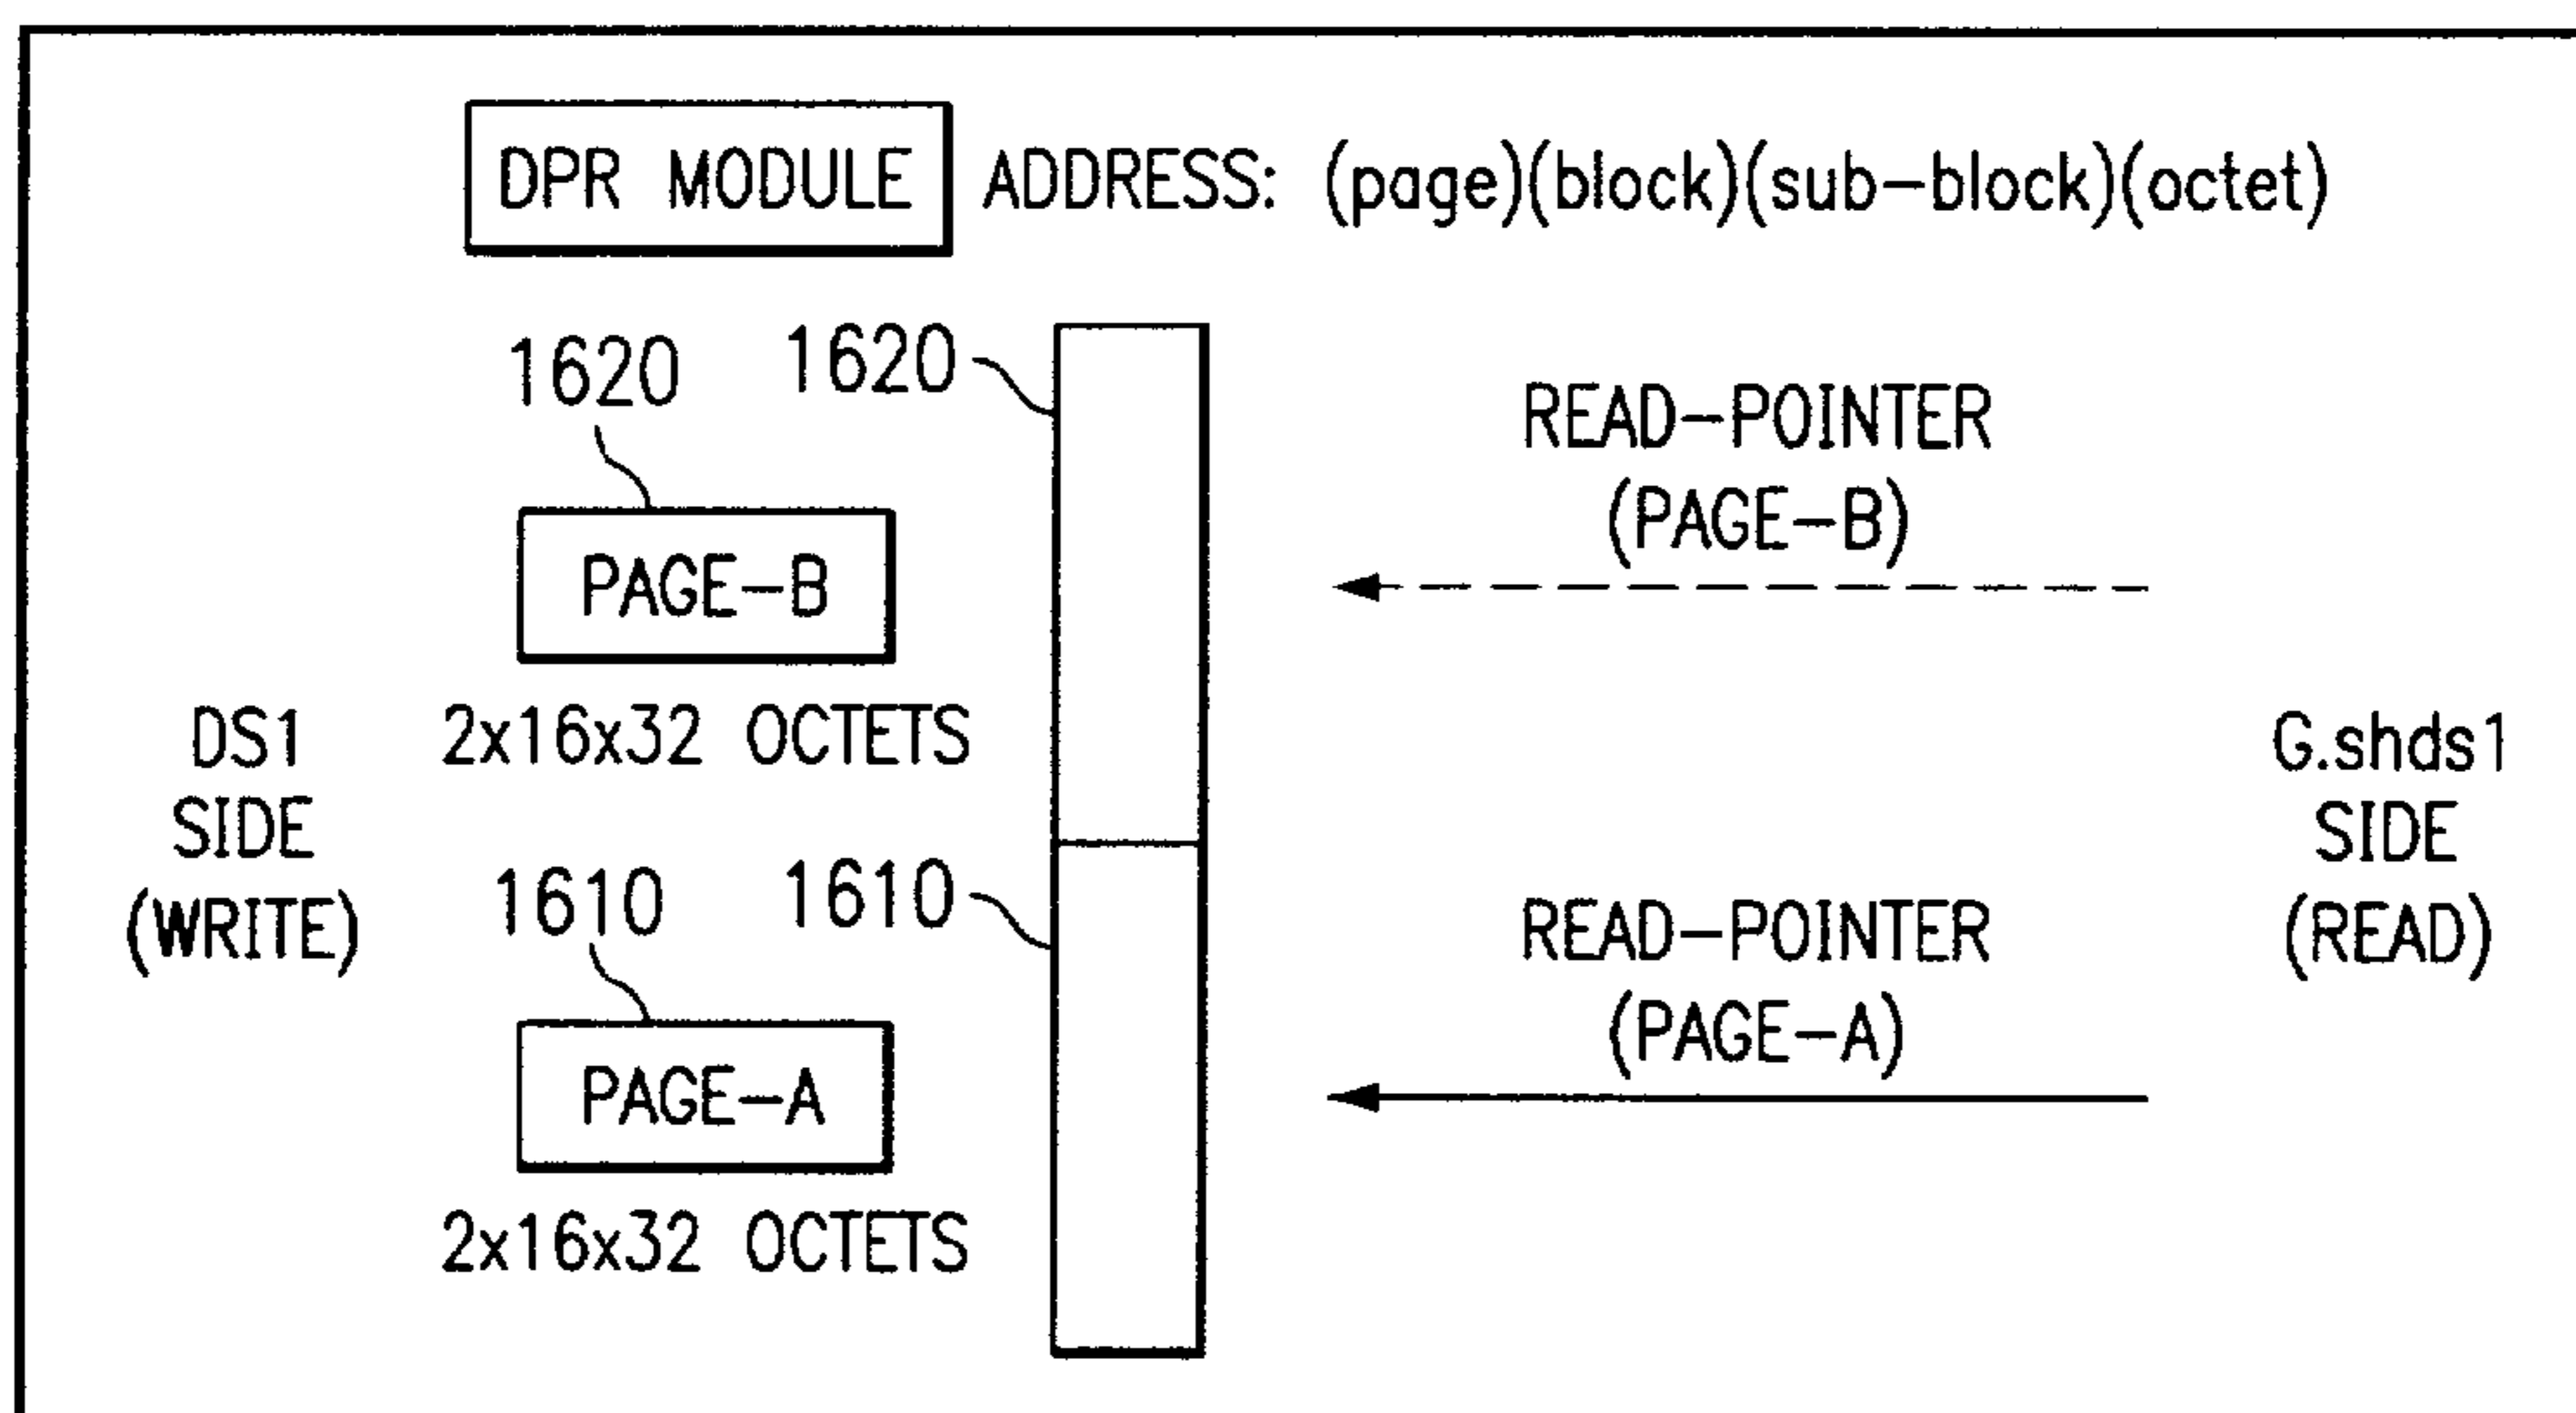 DPR MODULE ADDRESS: (page)(block)(sub-block)(octet)
1620 1620
READ-POINTER
(PAGE-B)
PAGE-B
2x16x32 OCTETS
DS1
SIDE
(WRITE)
G.shds1
SIDE
(READ)
1610 1610
READ-POINTER
(PAGE-A)
PAGE-A
2x16x32 OCTETS